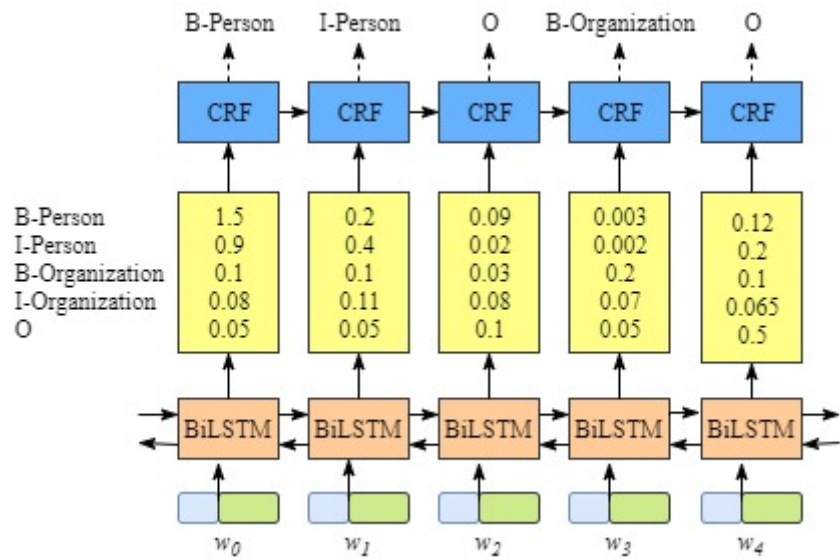 B-Person I-Person O B-Organization O
CRF CRF CRF CRF CRF
B-Person 1.5 0.2 0.09 0.003 0.12
I-Person 0.9 0.4 0.02 0.002 0.2
B-Organization 0.1 0.1 0.03 0.2 0.1
I-Organization 0.08 0.11 0.08 0.07 0.065
O 0.05 0.05 0.1 0.05 0.5
BiLSTM BiLSTM BiLSTM BiLSTM BiLSTM
w0 w1 w2 w3 w4